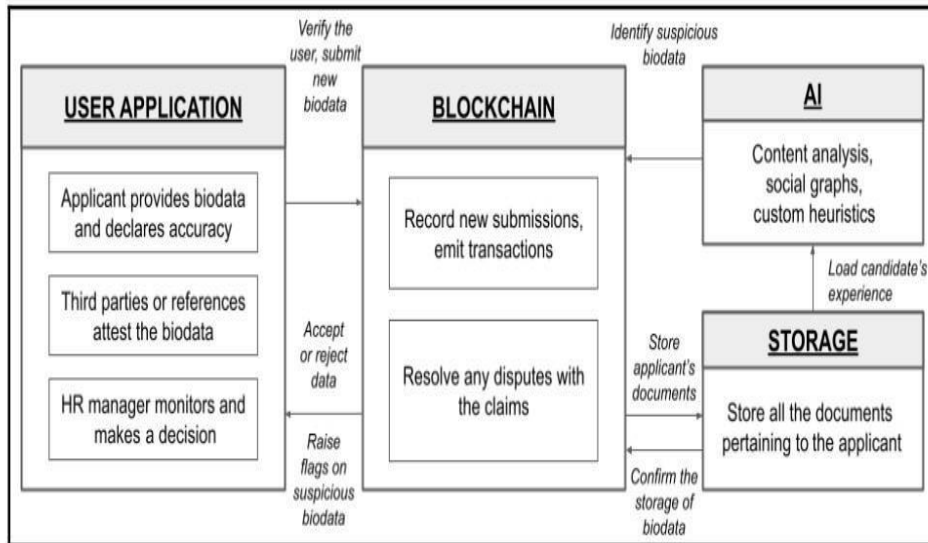 USER APPLICATION
Applicant provides biodata
and declares accuracy
Third parties or references
attest the biodata
HR manager monitors and
makes a decision
Verify the
user, submit
new
biodata
Accept
or reject
data
Raise
flags on
suspicious
biodata
BLOCKCHAIN
Record new submissions,
emit transactions
Resolve any disputes with
the claims
Identify suspicious
biodata
AI
Content analysis,
social graphs,
custom heuristics
Load candidate's
experience
Store
applicant's
documents
Confirm the
storage of
biodata
STORAGE
Store all the documents
pertaining to the applicant